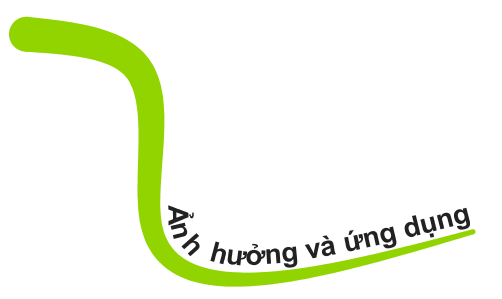 Ảnh hưởng và ứng dụng